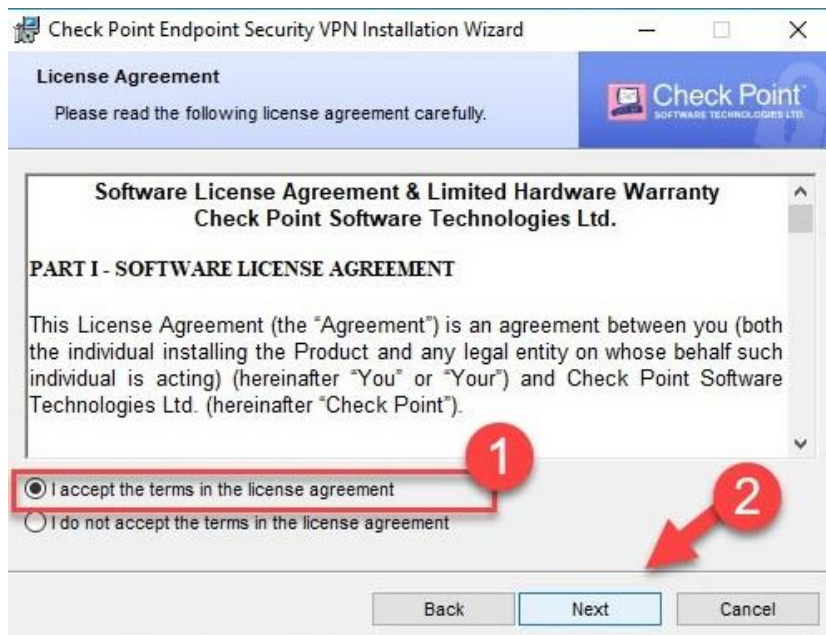 Check Point Endpoint Security VPN Installation Wizard
License Agreement
Please read the following license agreement carefully.
Check Point
SOFTWARE TECHNOLOGIES LTD.
Software License Agreement & Limited Hardware Warranty
Check Point Software Technologies Ltd.
PART I - SOFTWARE LICENSE AGREEMENT
This License Agreement (the “Agreement”) is an agreement between you (both
the individual installing the Product and any legal entity on whose behalf such
individual is acting) (hereinafter “You” or “Your”) and Check Point Software
Technologies Ltd. (hereinafter “Check Point”).
1
I accept the terms in the license agreement
2
I do not accept the terms in the license agreement
Back
Next
Cancel